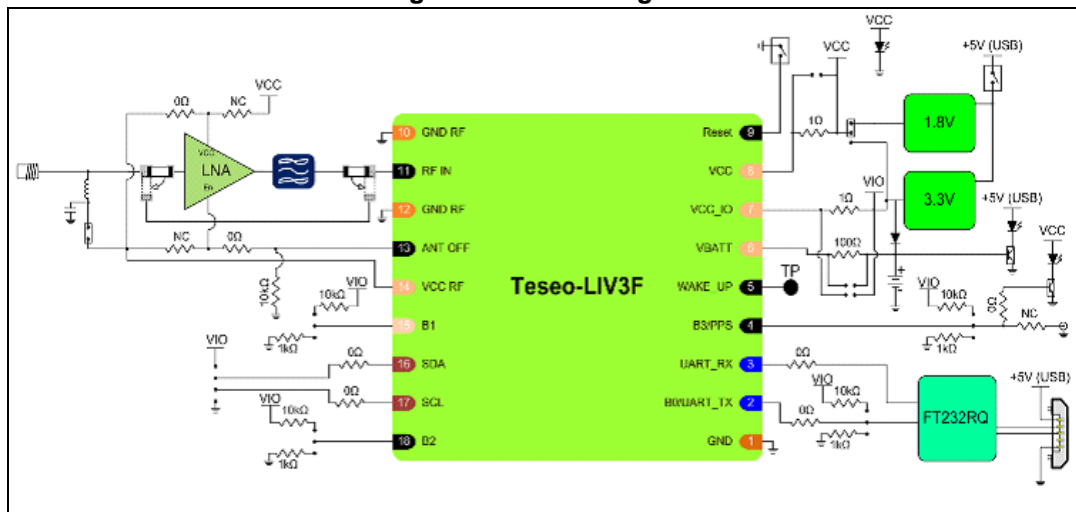 VCC
VCC
+5V (USB)
0Ω
NC
VCC
VCC
LNA
En
10 GND RF
11 RF IN
12 GND RF
13 ANT OFF
14 VCC RF
15 B1
16 SDA
17 SCL
18 B2
Teseo-LIV3F
Reset 9
VCC 8
VCC_IO 7
VBATT 6
WAKE_UP 5
B3/PPS 4
UART_RX 3
B0/UART_TX 2
GND 1
1Ω
1.8V
VIO
1Ω
3.3V
+5V (USB)
100Ω
VCC
TP
NC
0Ω
10kΩ
VIO
10kΩ
1kΩ
VIO
0Ω
0Ω
VIO
10kΩ
1kΩ
VIO
10kΩ
0Ω
NC
1kΩ
0Ω
VIO
10kΩ
0Ω
1kΩ
FT232RQ
+5V (USB)